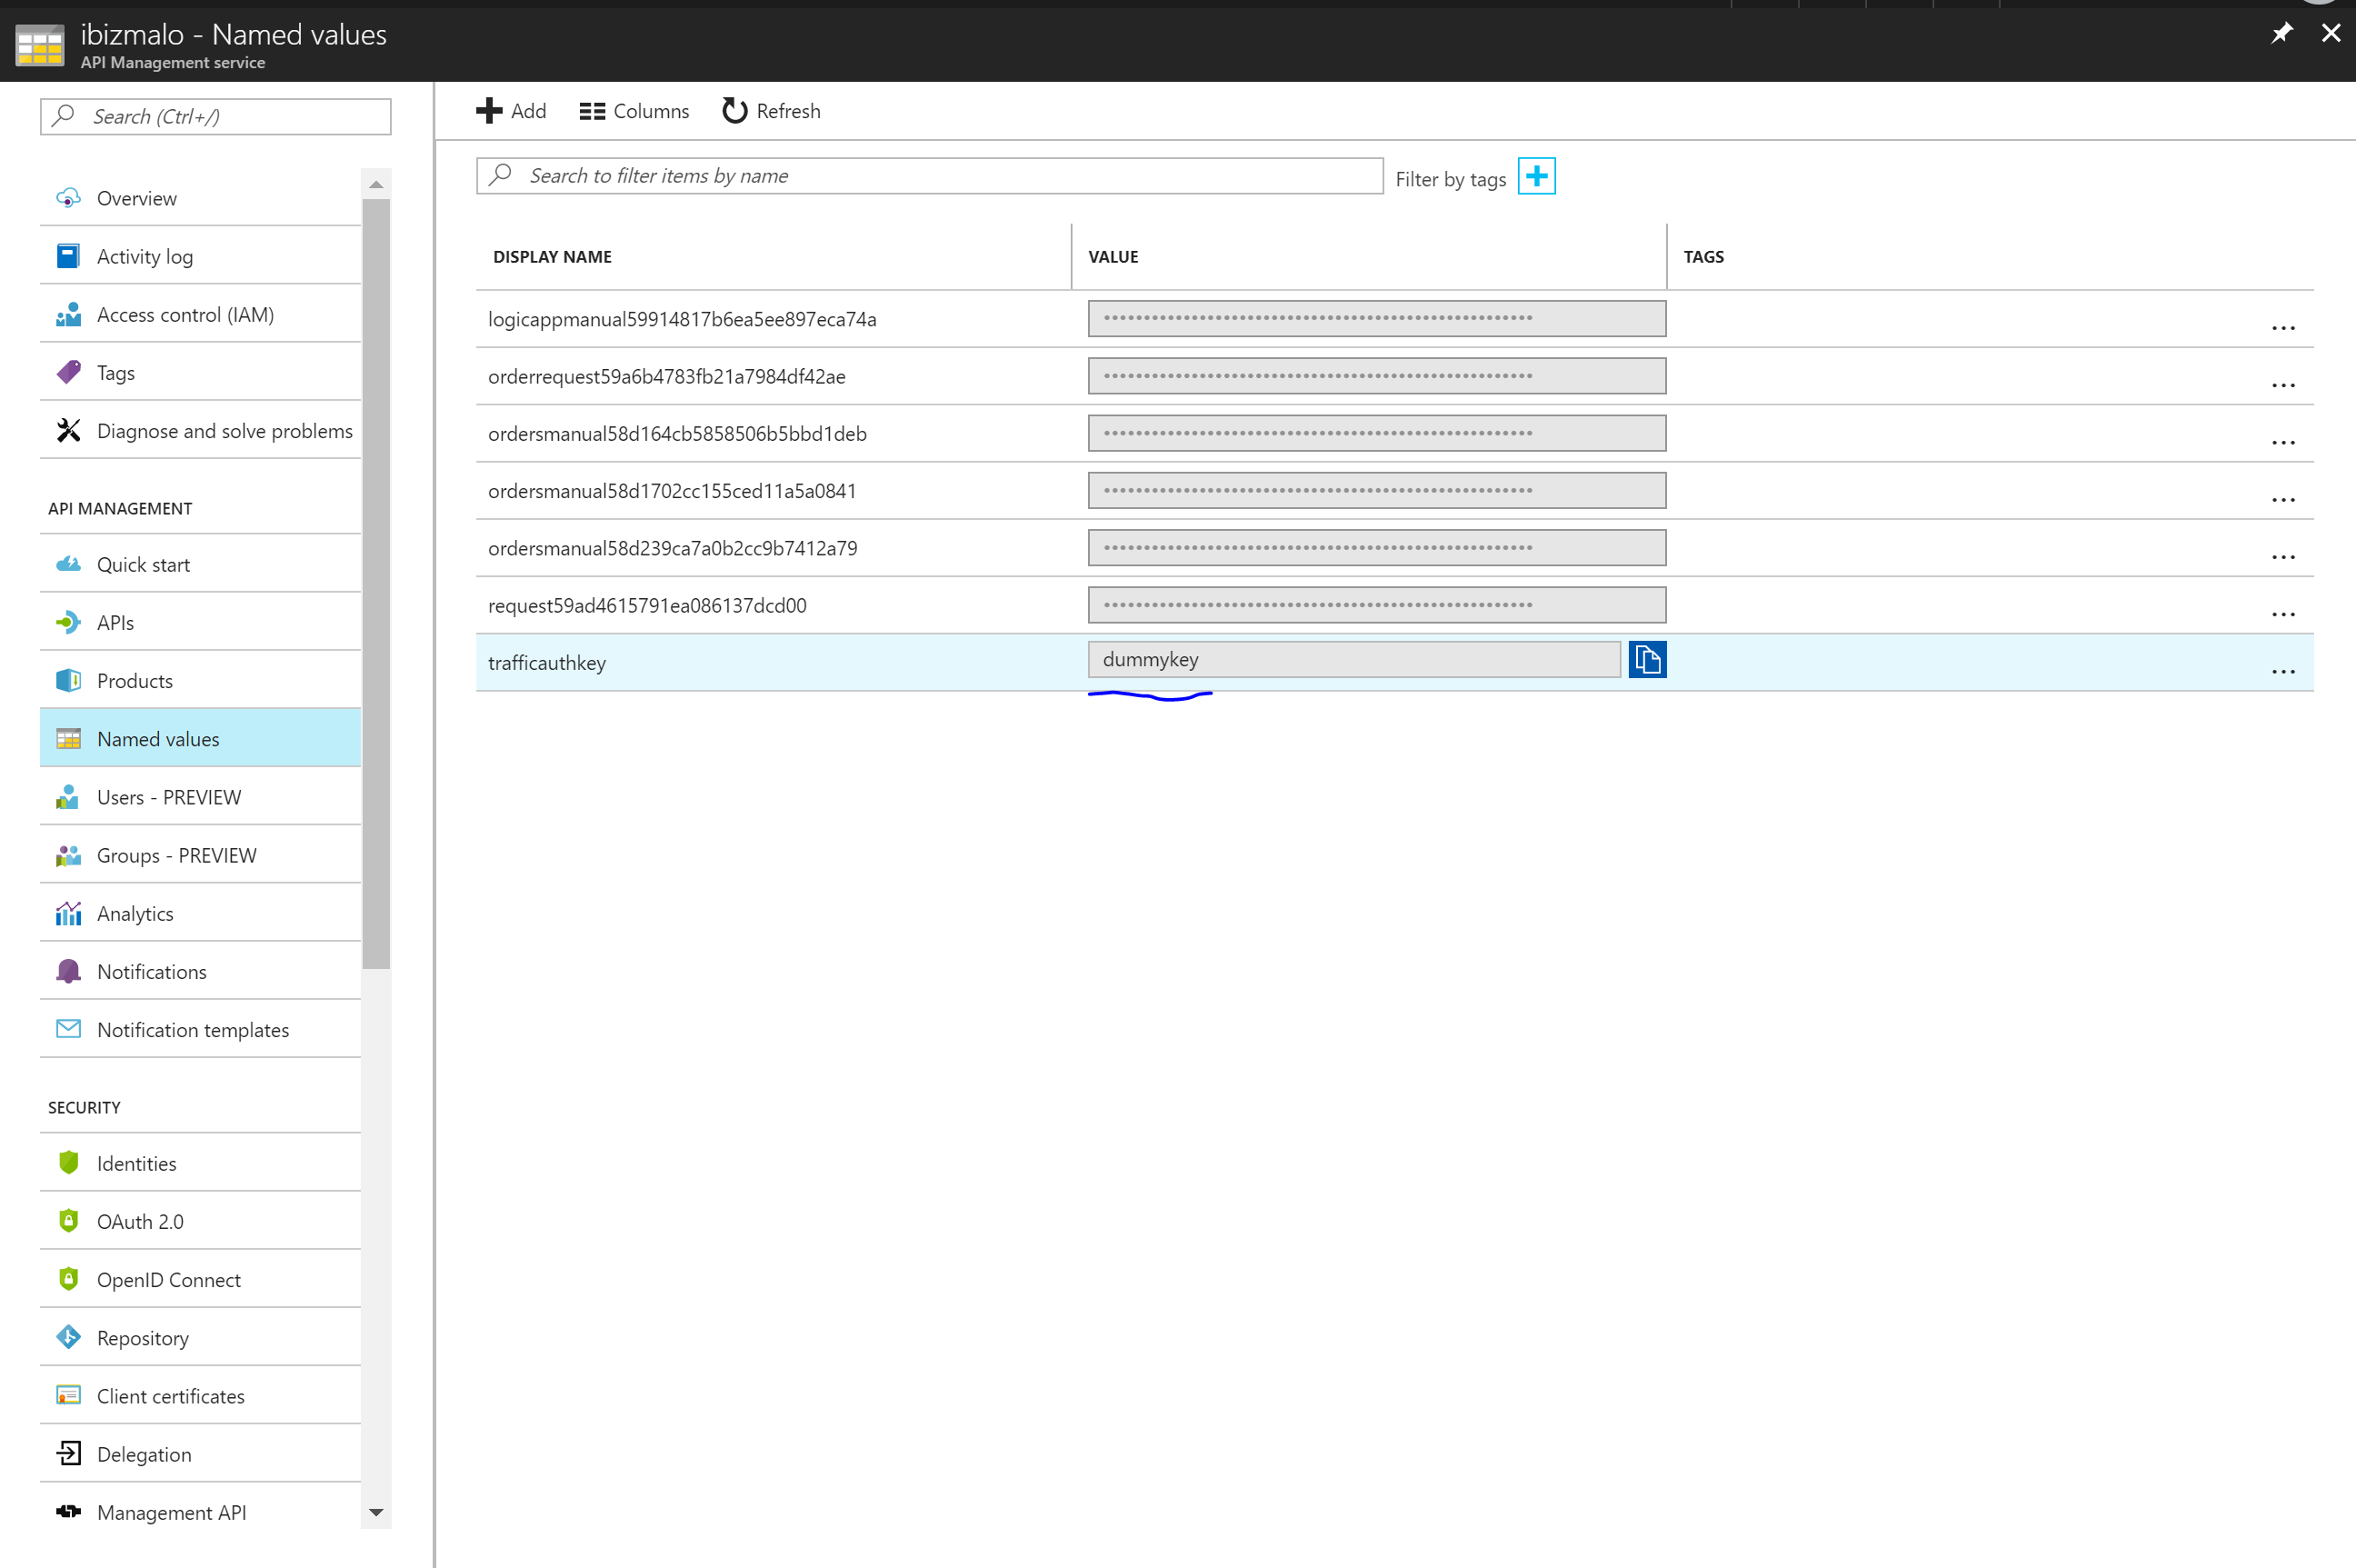 ibizmalo - Named values
API Management service
Search (Ctrl+/)
Overview
Activity log
Access control (IAM)
Tags
Diagnose and solve problems
API MANAGEMENT
Quick start
APIs
Products
Named values
Users - PREVIEW
Groups - PREVIEW
Analytics
Notifications
Notification templates
SECURITY
Identities
OAuth 2.0
OpenID Connect
Repository
Client certificates
Delegation
Management API
Add Columns Refresh
Search to filter items by name Filter by tags
DISPLAY NAME VALUE TAGS
logicappmanual59914817b6ea5ee897eca74a
orderrequest59a6b4783fb21a7984df42ae
ordersmanual58d164cb5858506b5bbd1deb
ordersmanual58d1702cc155ced11a5a0841
ordersmanual58d239ca7a0b2cc9b7412a79
request59ad4615791ea086137dcd00
trafficauthkey dummykey